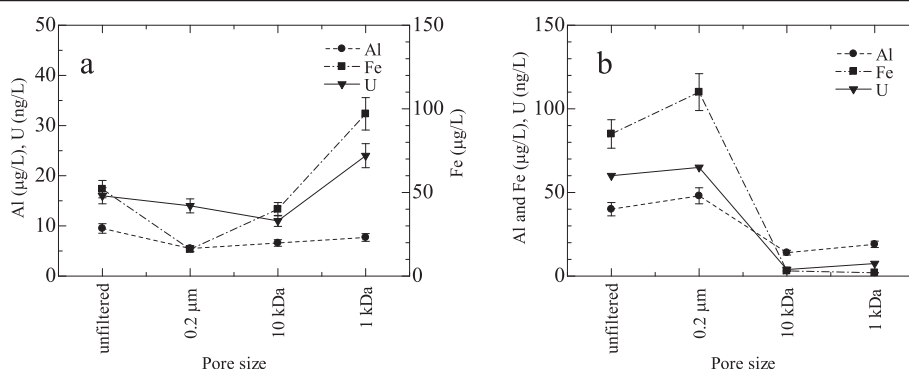 a
Al
Fe
U
50
40
30
20
10
0
Al (µg/L), U (ng/L)
150
100
50
0
Fe (µg/L)
unfiltered
0.2 µm
10 kDa
1 kDa
Pore size
b
Al
Fe
U
150
100
50
0
Al and Fe (µg/L), U (ng/L)
unfiltered
0.2 µm
10 kDa
1 kDa
Pore size